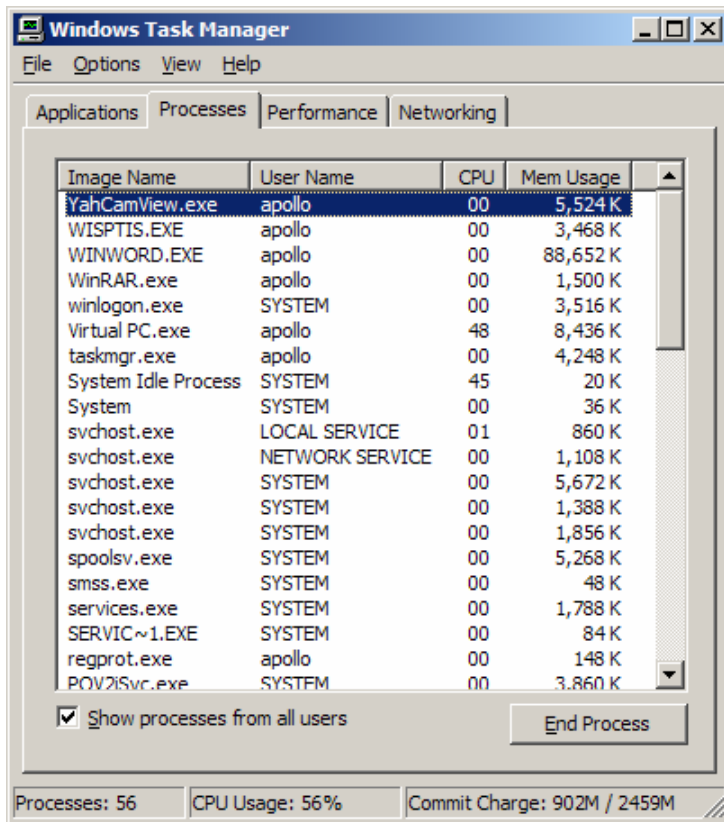 Windows Task Manager
File Options View Help
Applications Processes Performance Networking
Image Name User Name CPU Mem Usage
YahCamView.exe apollo 00 5,524 K
WISPTIS.EXE apollo 00 3,468 K
WINWORD.EXE apollo 00 88,652 K
WinRAR.exe apollo 00 1,500 K
winlogon.exe SYSTEM 00 3,516 K
Virtual PC.exe apollo 48 8,436 K
taskmgr.exe apollo 00 4,248 K
System Idle Process SYSTEM 45 20 K
System SYSTEM 00 36 K
svchost.exe LOCAL SERVICE 01 860 K
svchost.exe NETWORK SERVICE 00 1,108 K
svchost.exe SYSTEM 00 5,672 K
svchost.exe SYSTEM 00 1,388 K
svchost.exe SYSTEM 00 1,856 K
spoolsv.exe SYSTEM 00 5,268 K
smss.exe SYSTEM 00 48 K
services.exe SYSTEM 00 1,788 K
SERVIC~1.EXE SYSTEM 00 84 K
regprot.exe apollo 00 148 K
PQV2iSvc.exe SYSTEM 00 3,860 K
Show processes from all users
End Process
Processes: 56 CPU Usage: 56% Commit Charge: 902M / 2459M